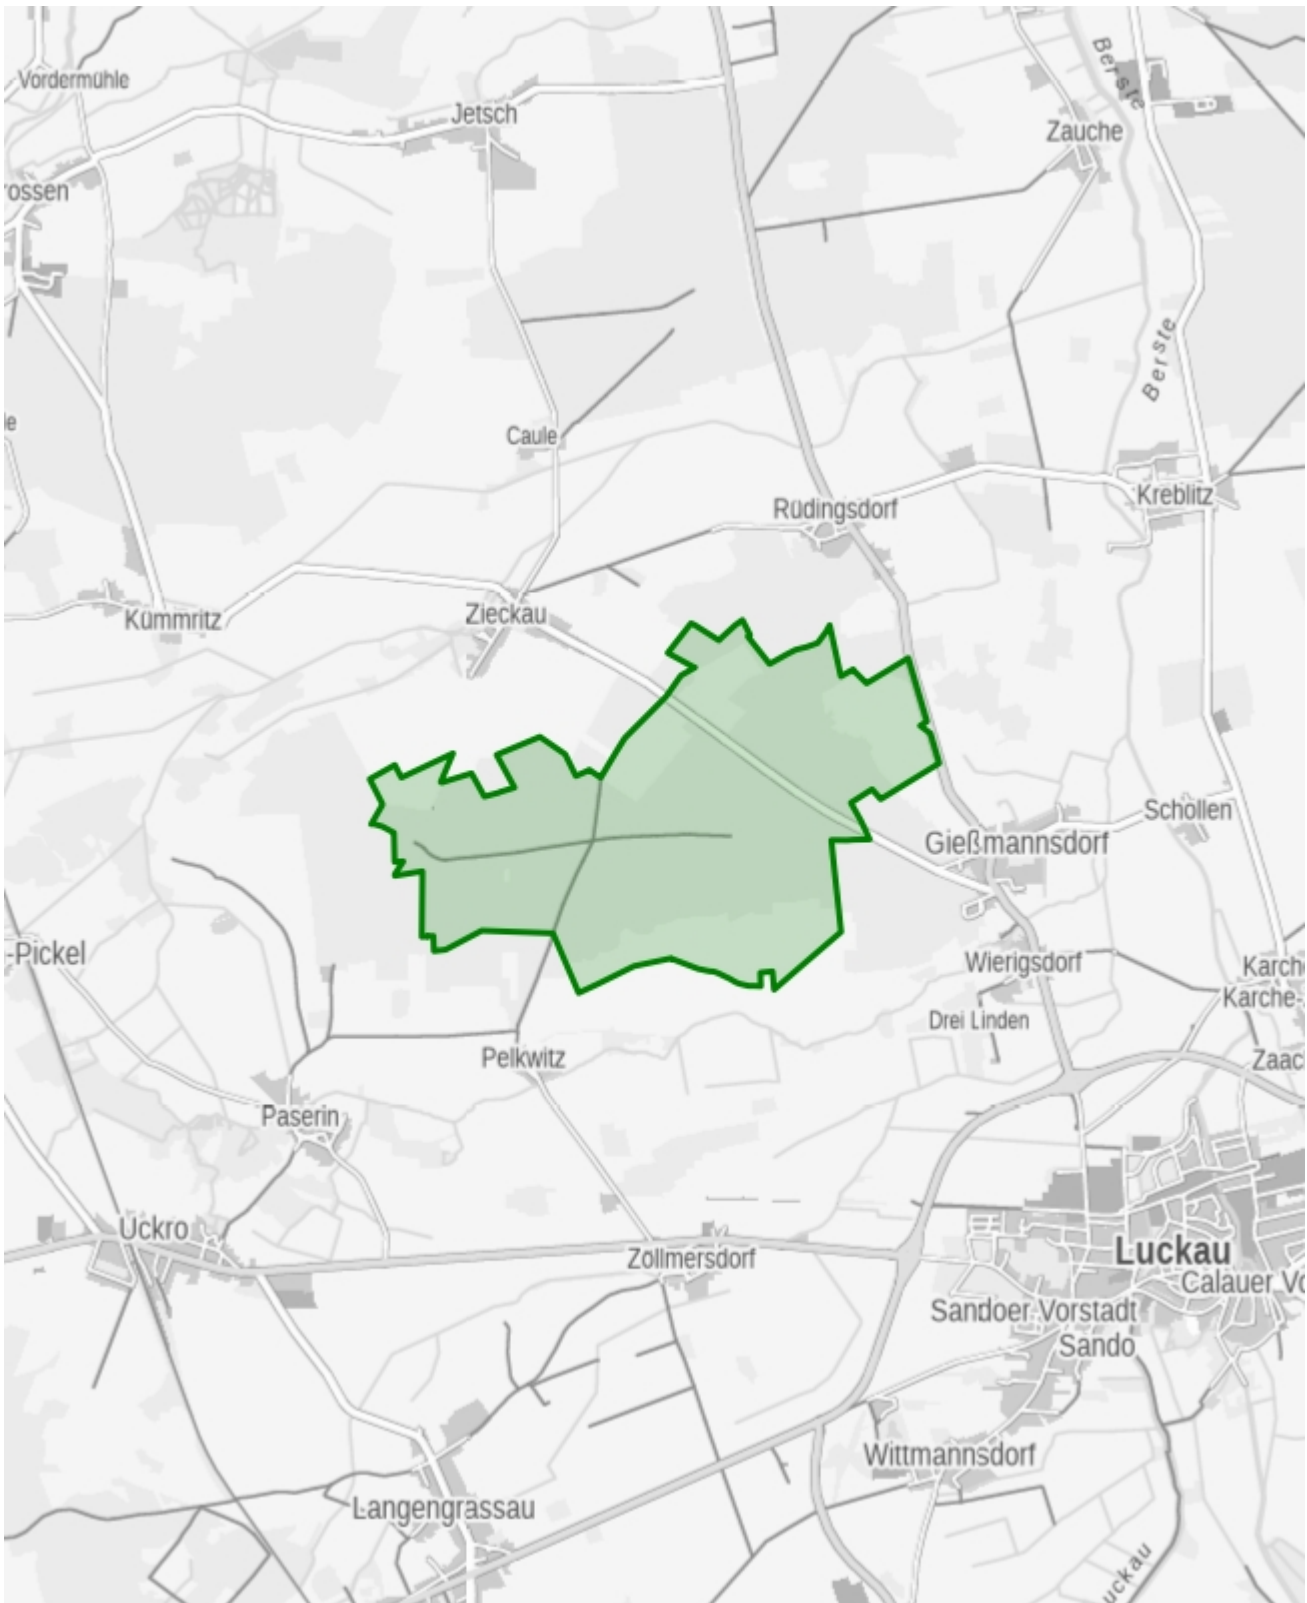 Vordermühle
Berste
Jetsch
Zauche
rossen
Berste
le
Caule
Kreblitz
Rüdingsdorf
Zieckau
Kümmritz
Schollen
Gießmannsdorf
-Pickel
Wierigsdorf
Karche
Karche-
Drei Linden
Pelkwitz
Zaac
Paserin
Uckro
Luckau
Zöllmersdorf
Calauer Vo
Sandoer Vorstadt
Sando
Wittmannsdorf
Langengrassau
uckau